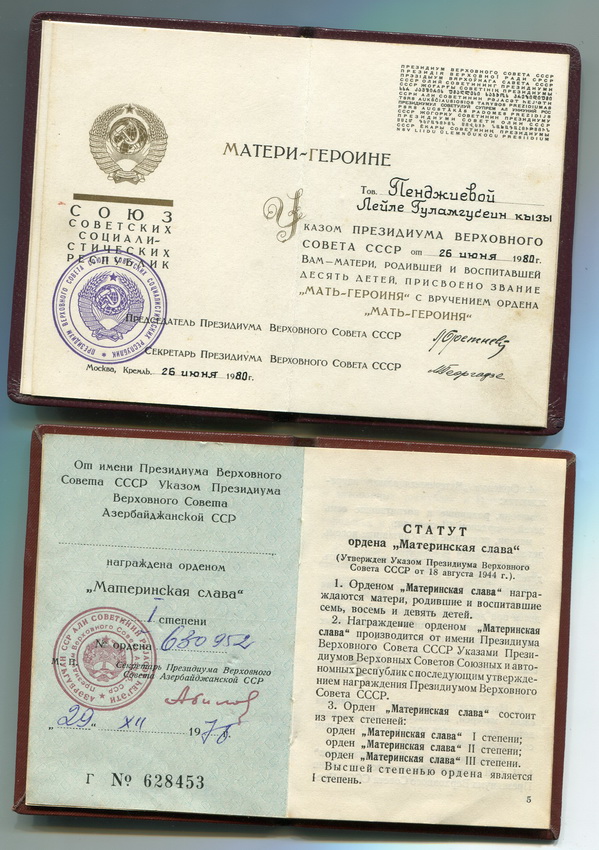 СОЮЗ
СОВЕТСКИХ
СОЦИАЛИ-
СТИЧЕСКИХ
РЕСПУБЛИК
МАТЕРИ-ГЕРОИНЕ
Тов. Пенджиевой
Лейле Гуламгусеин кызы
Указом ПРЕЗИДИУМА ВЕРХОВНОГО
СОВЕТА СССР от 26 июня 1980г.
ВАМ—МАТЕРИ, РОДИВШЕЙ И ВОСПИТАВШЕЙ
ДЕСЯТЬ ДЕТЕЙ, ПРИСВОЕНО ЗВАНИЕ
„МАТЬ-ГЕРОИНЯ“ С ВРУЧЕНИЕМ ОРДЕНА
„МАТЬ-ГЕРОИНЯ“
Председатель Президиума Верховного Совета СССР
Секретарь Президиума Верховного Совета СССР
Москва, Кремль. 26 июня 1980г.
От имени Президиума Верховного
Совета СССР Указом Президиума
Верховного Совета
Азербайджанской ССР
награждена орденом
„Материнская слава“
I степени
№ ордена 630952
М. П.
Секретарь Президиума Верховного
Совета Азербайджанской ССР
„29“ XII 1976.
Г № 628453
СТАТУТ
ордена „Материнская слава“
(Утвержден Указом Президиума Верховного
Совета СССР от 18 августа 1944 г.).
1. Орденом „Материнская слава“ награ-
ждаются матери, родившие и воспитавшие
семь, восемь и девять детей.
2. Награждение орденом „Материнская
слава“ производится от имени Президиума
Верховного Совета СССР Указами Прези-
диумов Верховных Советов Союзных и авто-
номных республик с последующим утвержде-
нием награждения Президиумом Верховного
Совета СССР.
3. Орден „Материнская слава“ состоит
из трех степеней:
орден „Материнская слава“ I степени;
орден „Материнская слава“ II степени;
орден „Материнская слава“ III степени.
Высшей степенью ордена является
I степень.
5